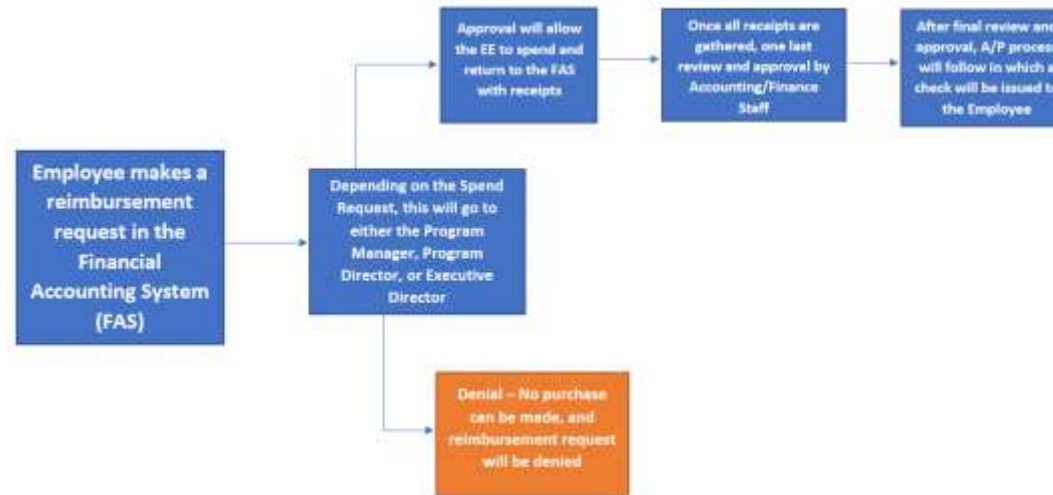 Employee makes a
reimbursement
request in the
Financial
Accounting System
(FAS)
Depending on the Spend
Request, this will go to
either the Program
Manager, Program
Director, or Executive
Director
Approval will allow
the EE to spend and
return to the FAS
with receipts
Once all receipts are
gathered, one last
review and approval by
Accounting/Finance
Staff
After final review and
approval, A/P process
will follow in which a
check will be issued to
the Employee
Denial – No purchase
can be made, and
reimbursement request
will be denied